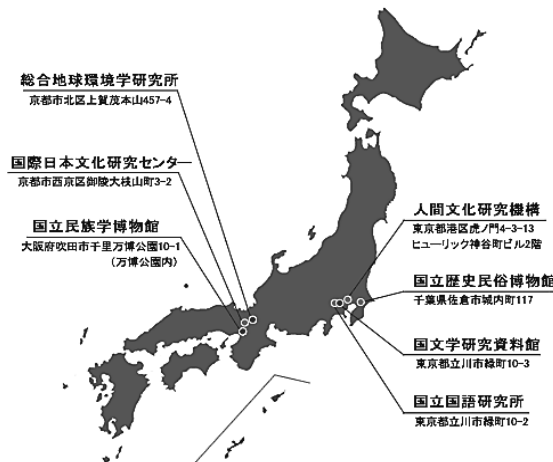 総合地球環境学研究所
京都市北区上賀茂本山457-4
国際日本文化研究センター
京都市西京区御陵大枝山町3-2
国立民族学博物館
大阪府吹田市千里万博公園10-1
(万博公園内)
人間文化研究機構
東京都港区虎ノ門4-3-13
ヒューリック神谷町ビル2階
国立歴史民俗博物館
千葉県佐倉市城内町117
国文学研究資料館
東京都立川市緑町10-3
国立国語研究所
東京都立川市緑町10-2